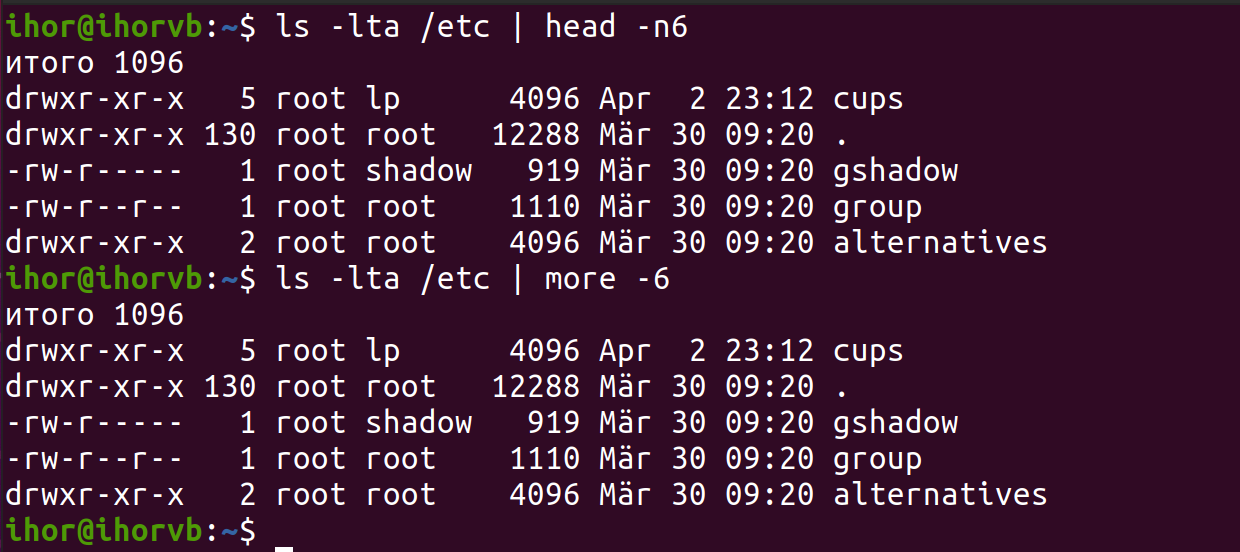 ihor@ihorvb:~$ ls -lta /etc | head -n6
итого 1096
drwxr-xr-x   5 root lp      4096 Apr  2 23:12 cups
drwxr-xr-x 130 root root   12288 Mär 30 09:20 .
-rw-r-----   1 root shadow   919 Mär 30 09:20 gshadow
-rw-r--r--   1 root root    1110 Mär 30 09:20 group
drwxr-xr-x   2 root root    4096 Mär 30 09:20 alternatives
ihor@ihorvb:~$ ls -lta /etc | more -6
итого 1096
drwxr-xr-x   5 root lp      4096 Apr  2 23:12 cups
drwxr-xr-x 130 root root   12288 Mär 30 09:20 .
-rw-r-----   1 root shadow   919 Mär 30 09:20 gshadow
-rw-r--r--   1 root root    1110 Mär 30 09:20 group
drwxr-xr-x   2 root root    4096 Mär 30 09:20 alternatives
ihor@ihorvb:~$